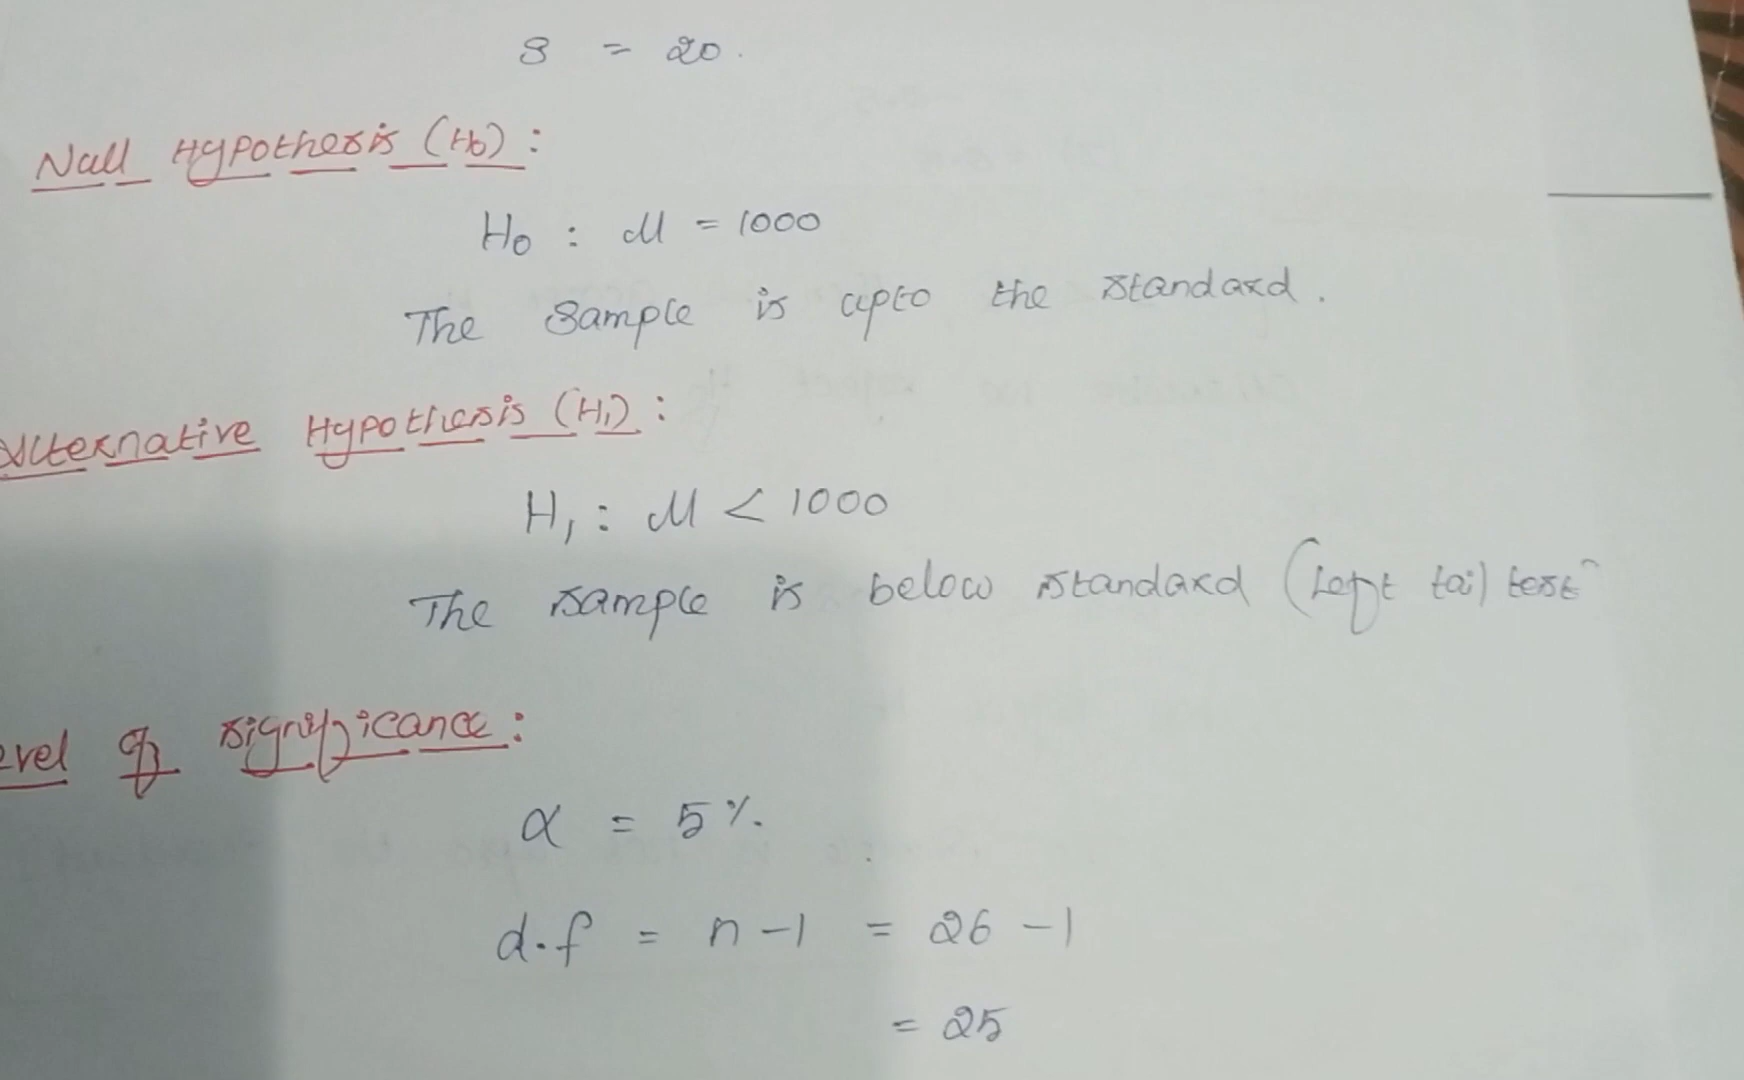 S = 20.
Null Hypothesis (H0) :
H0 : μ = 1000
The Sample is upto the standard.
Alternative Hypothesis (H1) :
H1 : μ < 1000
The sample is below standard (Left tail test
evel of significance :
α = 5%.
d.f = n-1 = 26-1
= 25